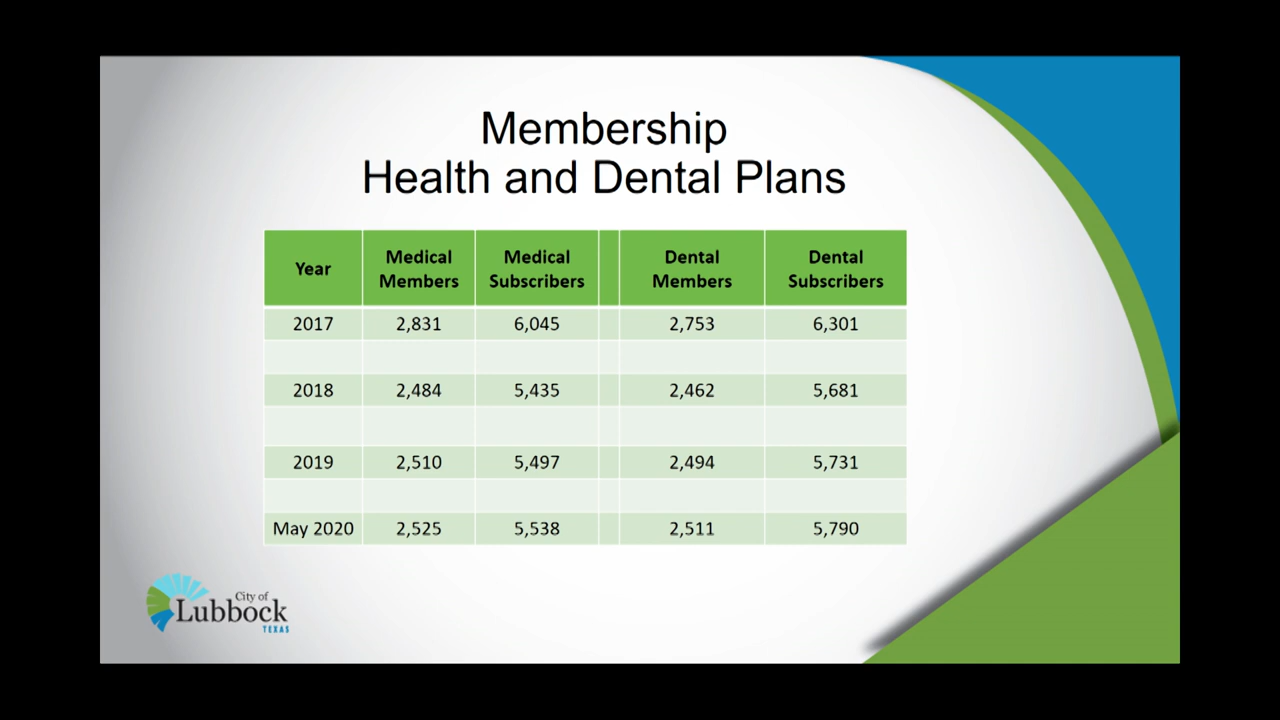 Membership
Health and Dental Plans
Year Medical Members Medical Subscribers Dental Members Dental Subscribers
2017 2,831 6,045 2,753 6,301
2018 2,484 5,435 2,462 5,681
2019 2,510 5,497 2,494 5,731
May 2020 2,525 5,538 2,511 5,790
City of
Lubbock
TEXAS